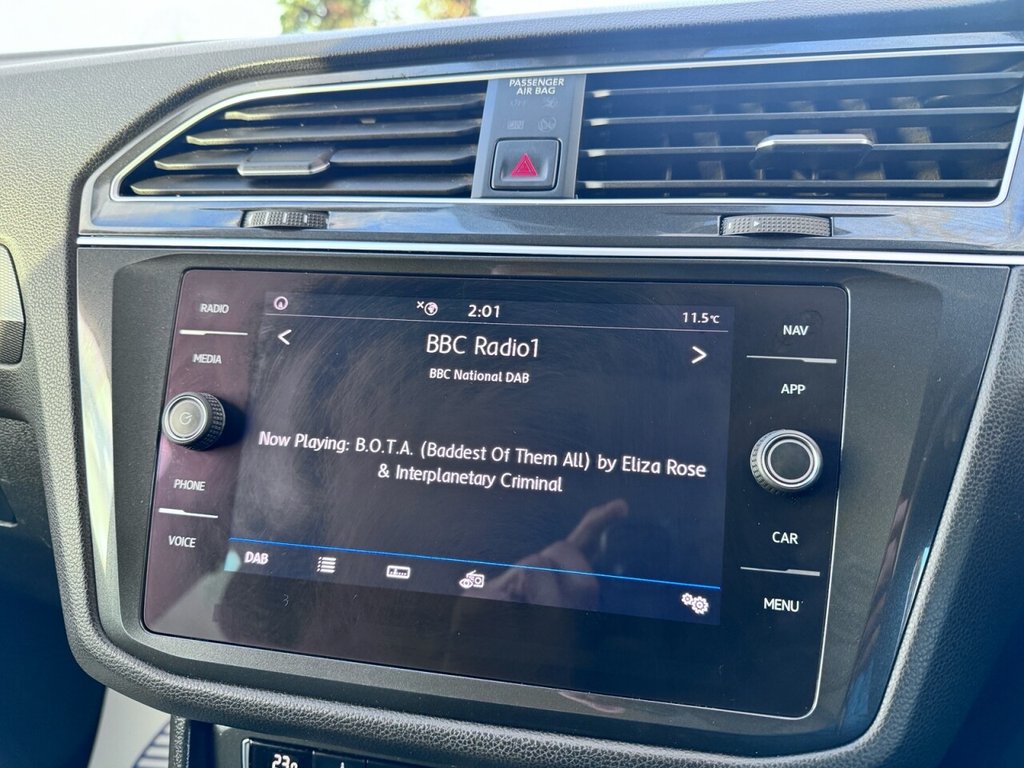 PASSENGER
AIR BAG
RADIO
MEDIA
PHONE
VOICE
2:01
11.5°C
<
BBC Radio1
>
BBC National DAB
Now Playing: B.O.T.A. (Baddest Of Them All) by Eliza Rose
& Interplanetary Criminal
DAB
NAV
APP
CAR
MENU